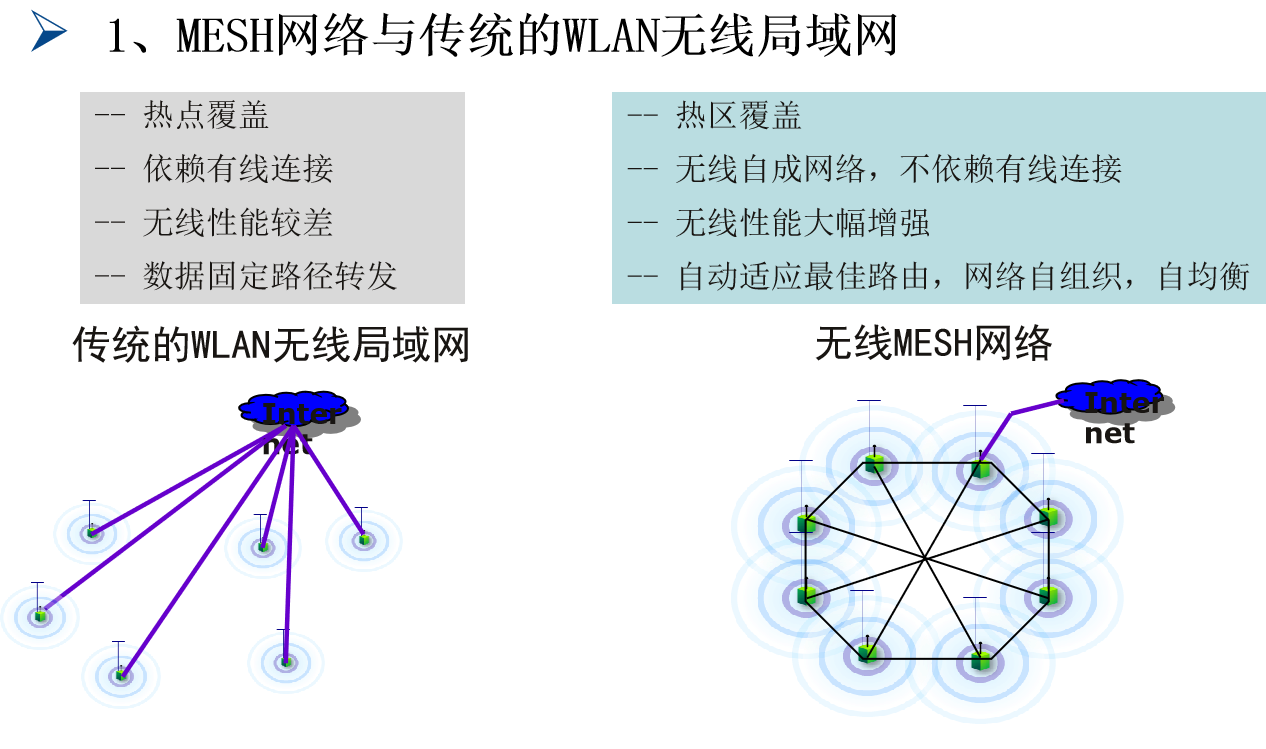 1、MESH网络与传统的WLAN无线局域网
-- 热点覆盖
-- 依赖有线连接
-- 无线性能较差
-- 数据固定路径转发
-- 热区覆盖
-- 无线自成网络，不依赖有线连接
-- 无线性能大幅增强
-- 自动适应最佳路由，网络自组织，自均衡
传统的WLAN无线局域网
无线MESH网络
Inter
net
Inter
net